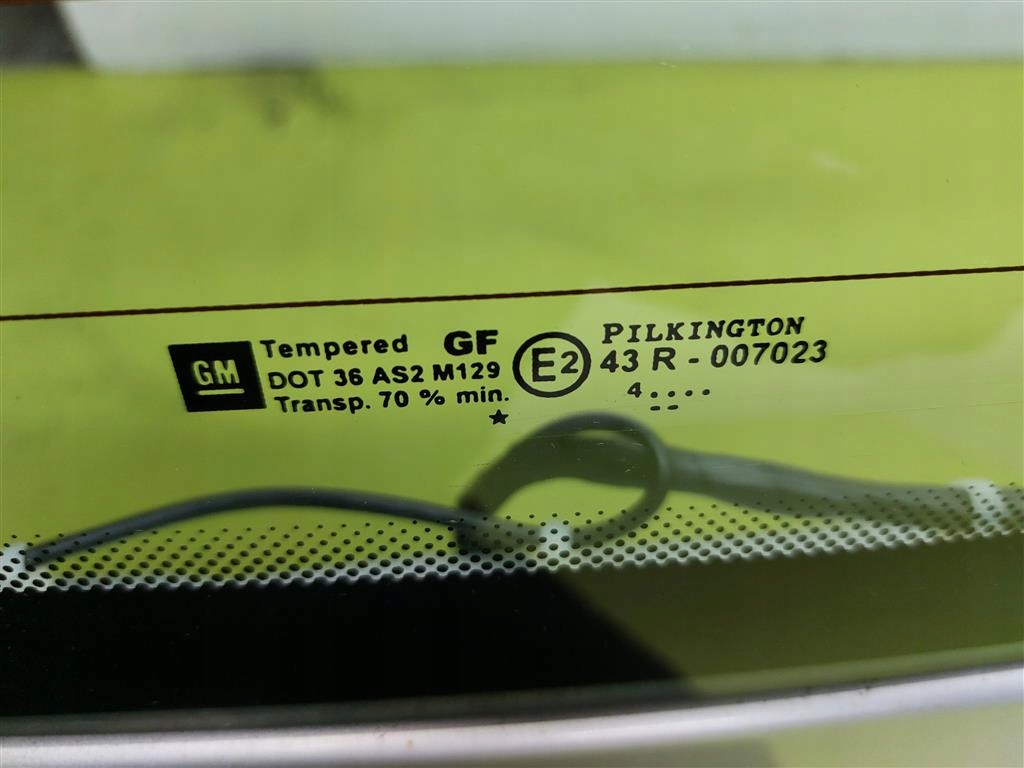 GM
Tempered GF
DOT 36 AS2 M129
Transp. 70 % min.
E2
PILKINGTON
43 R - 007023
4....